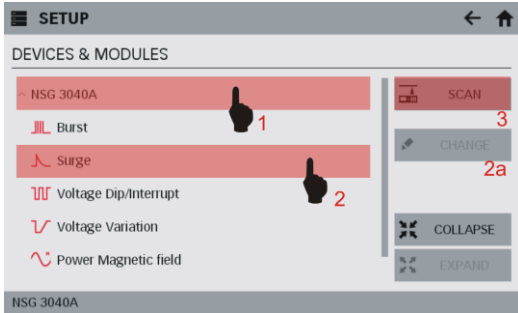 SETUP
DEVICES & MODULES
NSG 3040A
1
Burst
Surge
2
Voltage Dip/Interrupt
Voltage Variation
Power Magnetic field
SCAN
3
CHANGE
2a
COLLAPSE
EXPAND
NSG 3040A